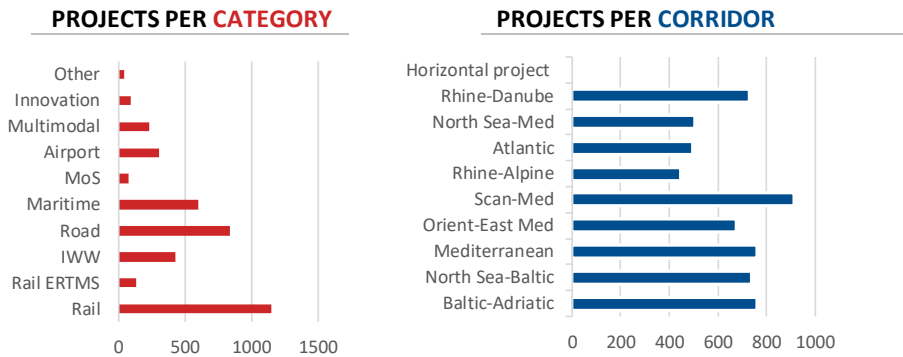 PROJECTS PER CATEGORY
Other
Innovation
Multimodal
Airport
MoS
Maritime
Road
IWW
Rail ERTMS
Rail
0 500 1000 1500
PROJECTS PER CORRIDOR
Horizontal project
Rhine-Danube
North Sea-Med
Atlantic
Rhine-Alpine
Scan-Med
Orient-East Med
Mediterranean
North Sea-Baltic
Baltic-Adriatic
0 200 400 600 800 1000